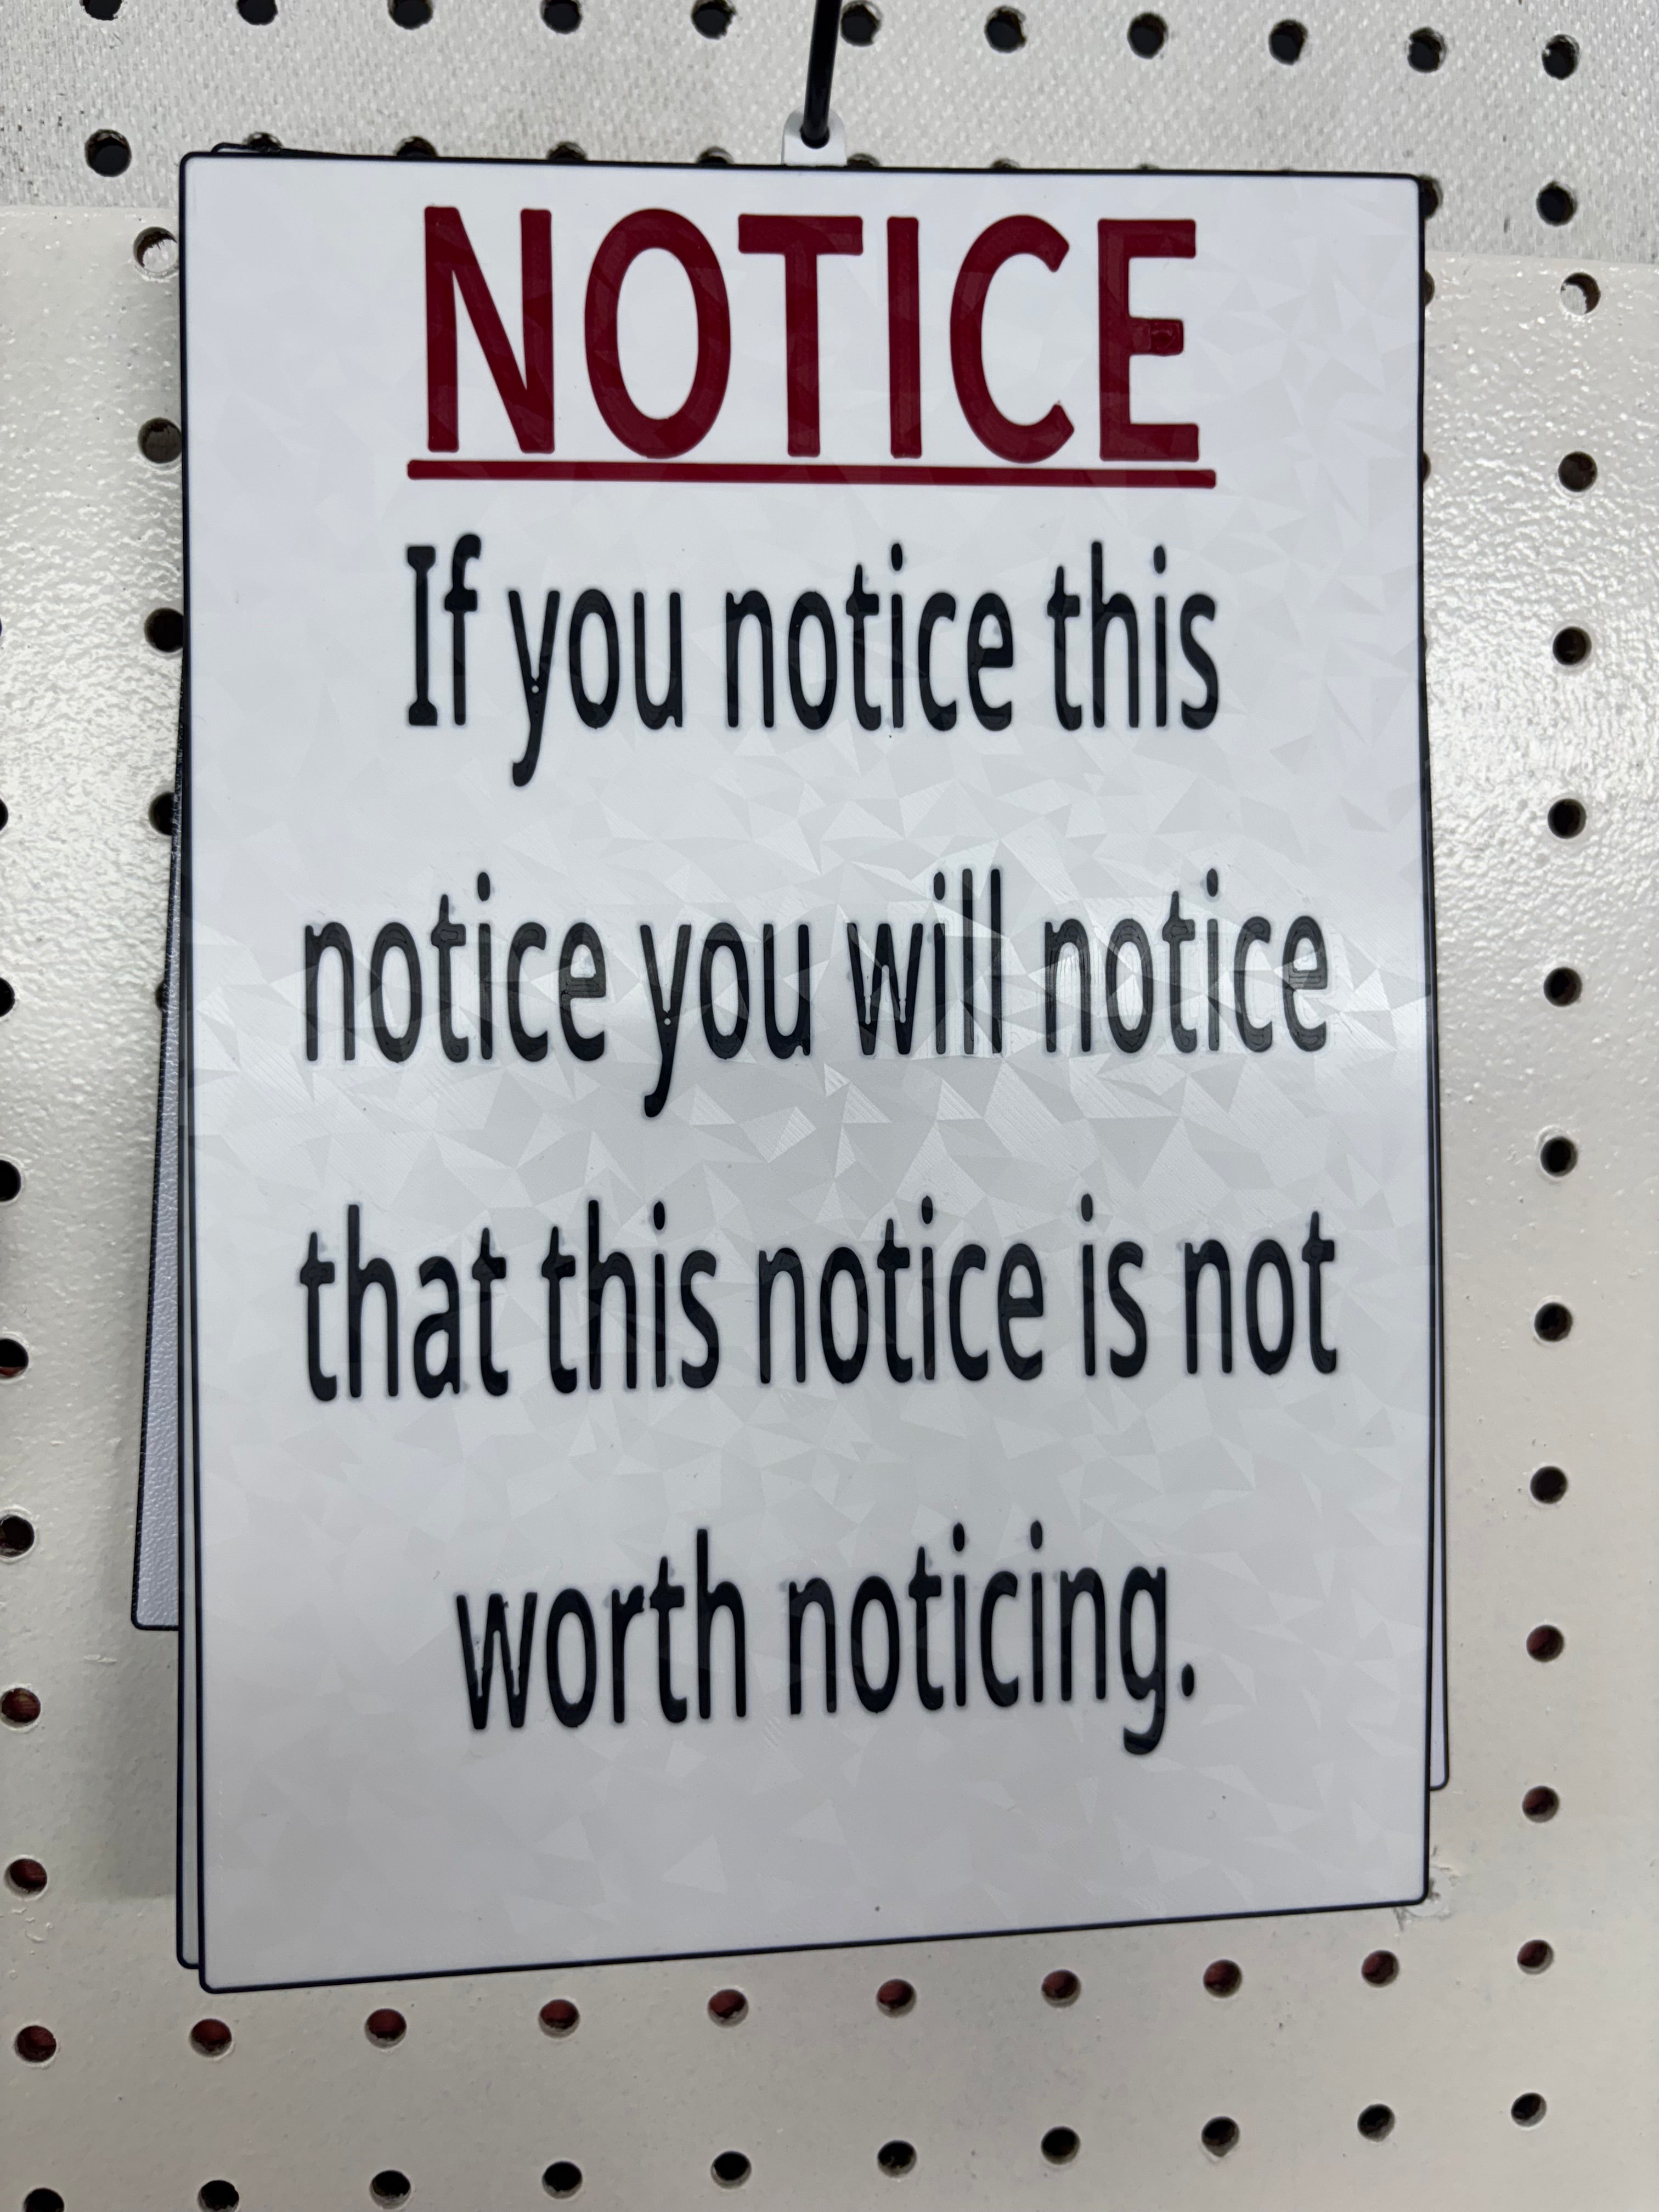 NOTICE
If you notice this
notice you will notice
that this notice is not
worth noticing.